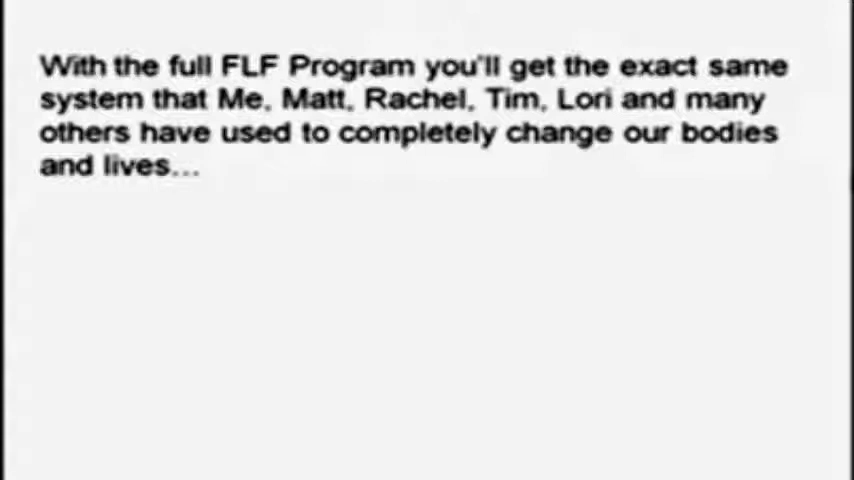 With the full FLF Program you'll get the exact same
system that Me, Matt, Rachel, Tim, Lori and many
others have used to completely change our bodies
and lives...